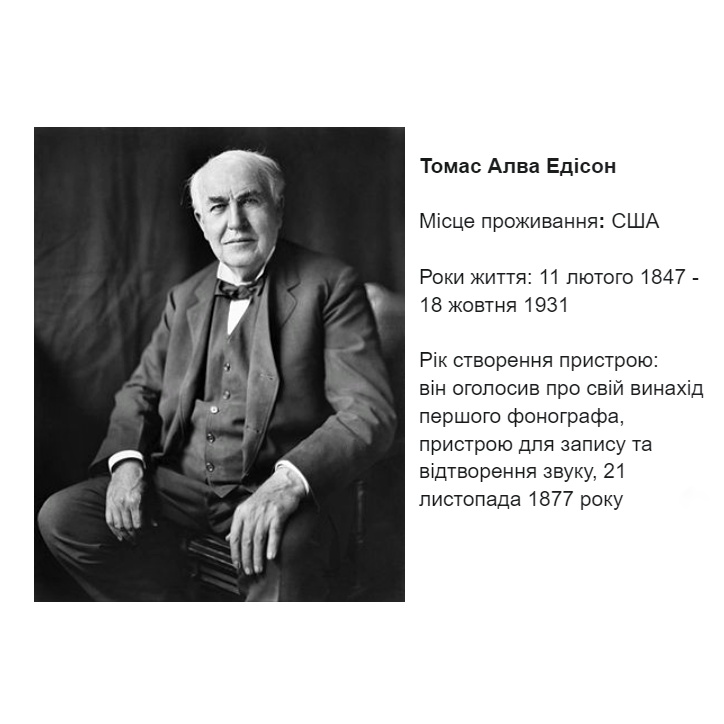 Томас Алва Едісон
Місце проживання: США
Роки життя: 11 лютого 1847 -
18 жовтня 1931
Рік створення пристрою:
він оголосив про свій винахід
першого фонографа,
пристрою для запису та
відтворення звуку, 21
листопада 1877 року